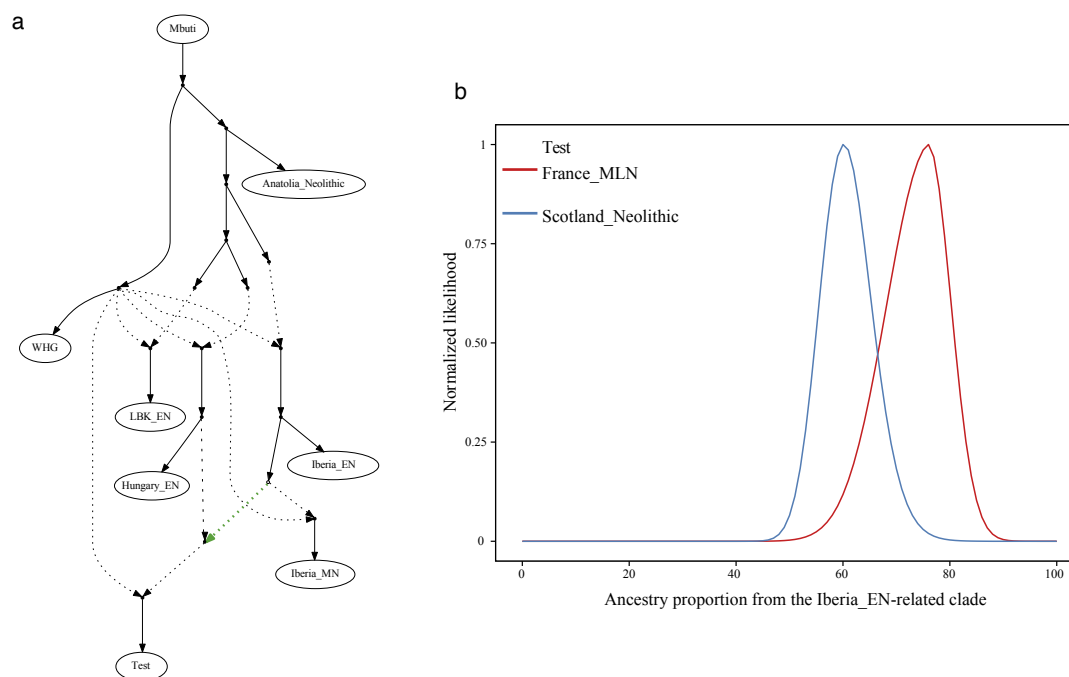 a
Mbuti
Anatolia_Neolithic
WHG
LBK_EN
Iberia_EN
Hungary_EN
Iberia_MN
Test
b
Test
France_MLN
Scotland_Neolithic
Normalized likelihood
1
0.75
0.50
0.25
0
0 20 40 60 80 100
Ancestry proportion from the Iberia_EN-related clade